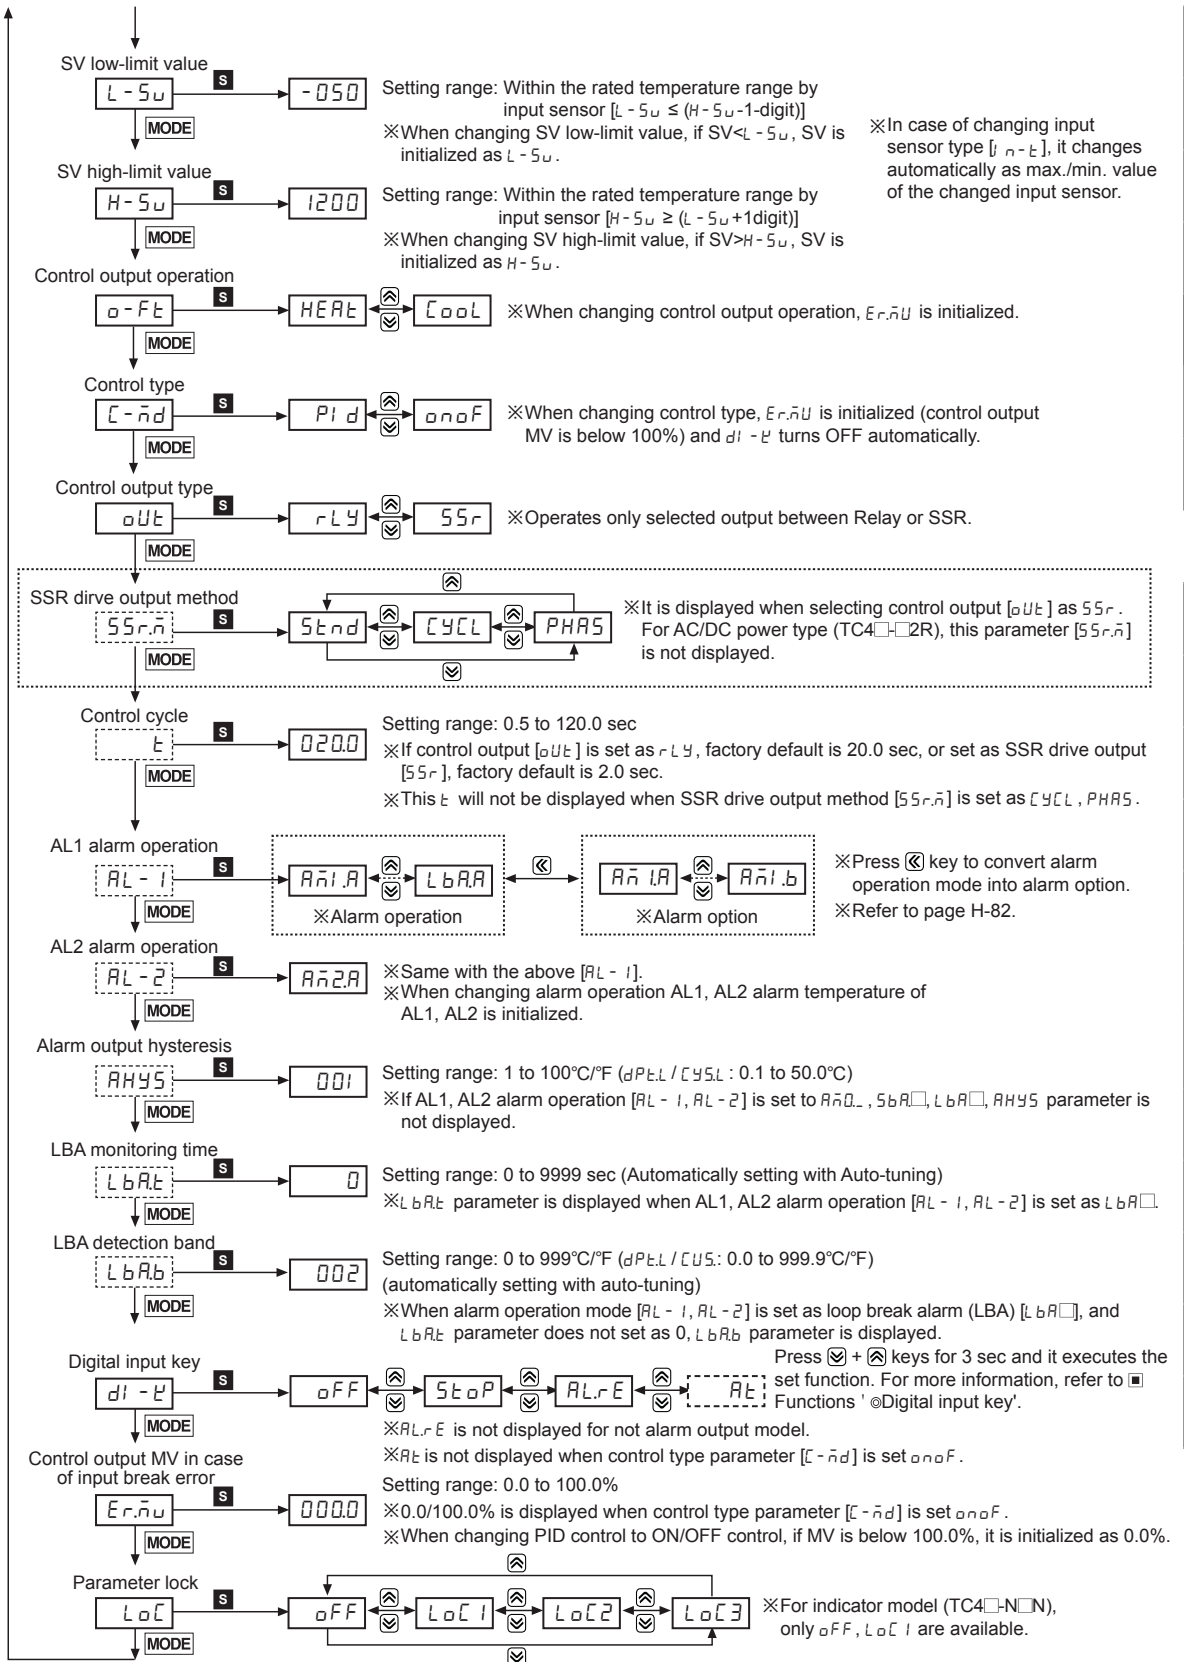 SV low-limit value
L-Sv S -050 Setting range: Within the rated temperature range by
input sensor [L-Sv ≤ (H-Sv-1-digit)]
MODE ※When changing SV low-limit value, if SV<L-Sv, SV is
initialized as L-Sv.
※In case of changing input
sensor type [In-t], it changes
automatically as max./min. value
of the changed input sensor.
SV high-limit value
H-Sv S 1200 Setting range: Within the rated temperature range by
input sensor [H-Sv ≥ (L-Sv+1digit)]
MODE ※When changing SV high-limit value, if SV>H-Sv, SV is
initialized as H-Sv.
Control output operation
o-Ft S HEAt CooL ※When changing control output operation, Er.mU is initialized.
MODE
Control type
C-md S PId onoF ※When changing control type, Er.mU is initialized (control output
MV is below 100%) and dI-K turns OFF automatically.
MODE
Control output type
oUt S rLY SSr ※Operates only selected output between Relay or SSR.
MODE
SSR dirve output method
SSr.m S Stnd CYCL PHAS ※It is displayed when selecting control output [oUt] as SSr.
For AC/DC power type (TC4□-□2R), this parameter [SSr.m]
is not displayed.
MODE
Control cycle
t S 020.0 Setting range: 0.5 to 120.0 sec
※If control output [oUt] is set as rLY, factory default is 20.0 sec, or set as SSR drive output
[SSr], factory default is 2.0 sec.
MODE
※This t will not be displayed when SSR drive output method [SSr.m] is set as CYCL, PHAS.
AL1 alarm operation
AL-1 S Am1.A LbA.A Am1.A Am1.b
※Alarm operation
※Alarm option
※Press « key to convert alarm
operation mode into alarm option.
※Refer to page H-82.
MODE
AL2 alarm operation
AL-2 S Am2.A ※Same with the above [AL-1].
※When changing alarm operation AL1, AL2 alarm temperature of
AL1, AL2 is initialized.
MODE
Alarm output hysteresis
AHYS S 001 Setting range: 1 to 100℃/℉ (dPt.L / CYS.L : 0.1 to 50.0℃)
※If AL1, AL2 alarm operation [AL-1, AL-2] is set to Am0._, SbA.□, LbA□, AHYS parameter is
not displayed.
MODE
LBA monitoring time
LbA.t S 0 Setting range: 0 to 9999 sec (Automatically setting with Auto-tuning)
※LbA.t parameter is displayed when AL1, AL2 alarm operation [AL-1, AL-2] is set as LbA□.
MODE
LBA detection band
LbA.b S 002 Setting range: 0 to 999℃/℉ (dPt.L / CUS.: 0.0 to 999.9℃/℉)
(automatically setting with auto-tuning)
MODE ※When alarm operation mode [AL-1, AL-2] is set as loop break alarm (LBA) [LbA□], and
LbA.t parameter does not set as 0, LbA.b parameter is displayed.
Digital input key
dI-K S oFF StoP AL.rE At
Press ︾ + ︽ keys for 3 sec and it executes the
set function. For more information, refer to ▣
Functions ' ◎Digital input key'.
MODE ※AL.rE is not displayed for not alarm output model.
※At is not displayed when control type parameter [C-md] is set onoF.
Control output MV in case
of input break error
Er.mv S 000.0 Setting range: 0.0 to 100.0%
※0.0/100.0% is displayed when control type parameter [C-md] is set onoF.
※When changing PID control to ON/OFF control, if MV is below 100.0%, it is initialized as 0.0%.
MODE
Parameter lock
LoC S oFF LoC1 LoC2 LoC3 ※For indicator model (TC4□-N□N),
only oFF, LoC1 are available.
MODE